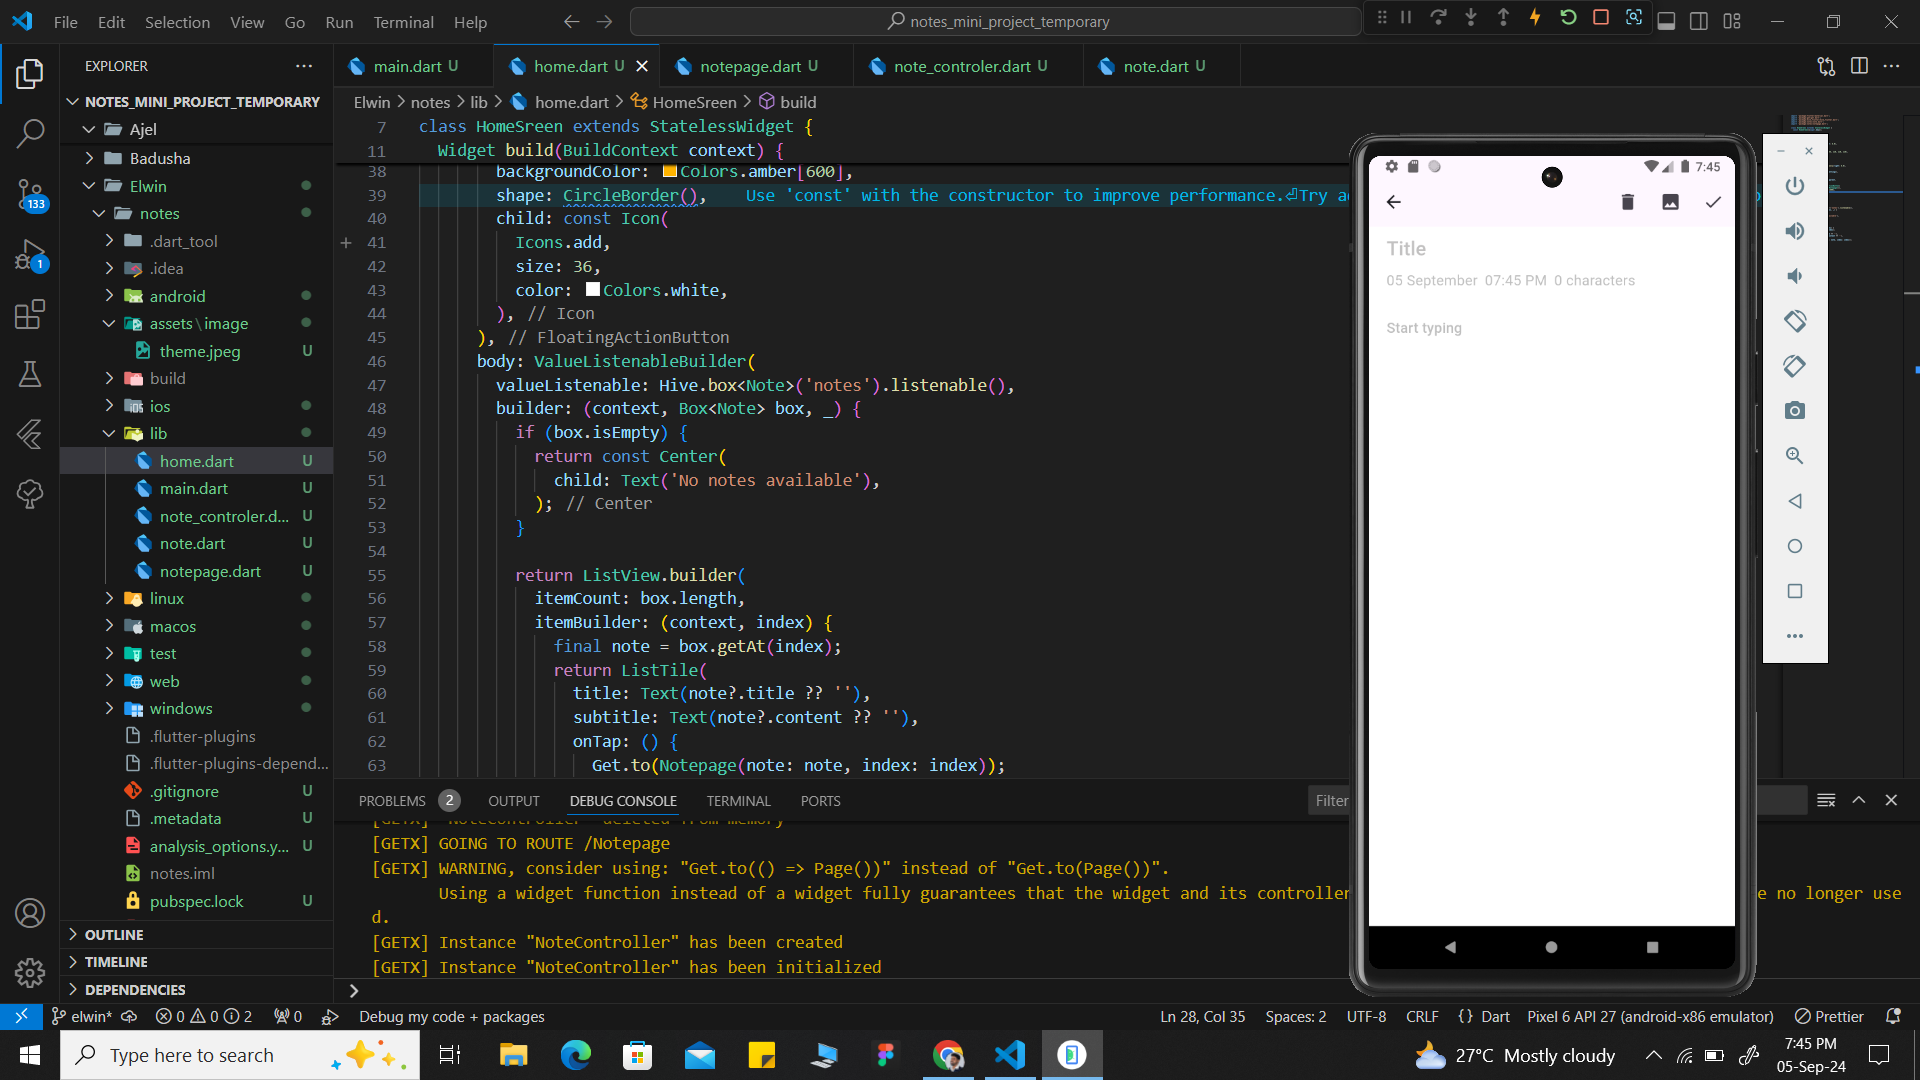 File Edit Selection View Go Run Terminal Help
notes_mini_project_temporary
EXPLORER
NOTES_MINI_PROJECT_TEMPORARY
Ajel
Badusha
Elwin
notes
.dart_tool
.idea
android
assets\image
theme.jpeg U
build
ios
lib
home.dart U
main.dart U
note_controler.d... U
note.dart U
notepage.dart U
linux
macos
test
web
windows
.flutter-plugins
.flutter-plugins-depend...
.gitignore U
.metadata U
analysis_options.y... U
notes.iml
pubspec.lock U
OUTLINE
TIMELINE
DEPENDENCIES
133
1
main.dart U home.dart U notepage.dart U note_controler.dart U note.dart U
Elwin > notes > lib > home.dart > HomeSreen > build
7 class HomeSreen extends StatelessWidget {
11 Widget build(BuildContext context) {
38 backgroundColor: Colors.amber[600],
39 shape: CircleBorder(), Use 'const' with the constructor to improve performance.⏎Try a
40 child: const Icon(
41 Icons.add,
42 size: 36,
43 color: Colors.white,
44 ), // Icon
45 ), // FloatingActionButton
46 body: ValueListenableBuilder(
47 valueListenable: Hive.box<Note>('notes').listenable(),
48 builder: (context, Box<Note> box, _) {
49 if (box.isEmpty) {
50 return const Center(
51 child: Text('No notes available'),
52 ); // Center
53 }
54
55 return ListView.builder(
56 itemCount: box.length,
57 itemBuilder: (context, index) {
58 final note = box.getAt(index);
59 return ListTile(
60 title: Text(note?.title ?? ''),
61 subtitle: Text(note?.content ?? ''),
62 onTap: () {
63 Get.to(Notepage(note: note, index: index));
PROBLEMS 2 OUTPUT DEBUG CONSOLE TERMINAL PORTS
Filter
[GETX] "NoteController" deleted from memory
[GETX] GOING TO ROUTE /Notepage
[GETX] WARNING, consider using: "Get.to(() => Page())" instead of "Get.to(Page())".
Using a widget function instead of a widget fully guarantees that the widget and its controller e no longer use
d.
[GETX] Instance "NoteController" has been created
[GETX] Instance "NoteController" has been initialized
7:45
Title
05 September 07:45 PM 0 characters
Start typing
elwin* 0 0 2 0 Debug my code + packages
Ln 28, Col 35 Spaces: 2 UTF-8 CRLF {} Dart Pixel 6 API 27 (android-x86 emulator) Prettier
Type here to search
27°C Mostly cloudy
7:45 PM
05-Sep-24